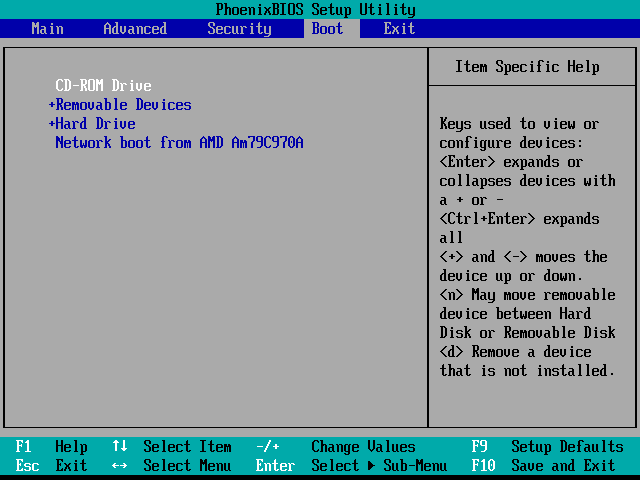 PhoenixBIOS Setup Utility
Main Advanced Security Boot Exit
CD-ROM Drive
+Removable Devices
+Hard Drive
Network boot from AMD Am79C970A
Item Specific Help
Keys used to view or
configure devices:
<Enter> expands or
collapses devices with
a + or -
<Ctrl+Enter> expands
all
<+> and <-> moves the
device up or down.
<n> May move removable
device between Hard
Disk or Removable Disk
<d> Remove a device
that is not installed.
F1 Help ↑↓ Select Item -/+ Change Values F9 Setup Defaults
Esc Exit ↔ Select Menu Enter Select ▶ Sub-Menu F10 Save and Exit